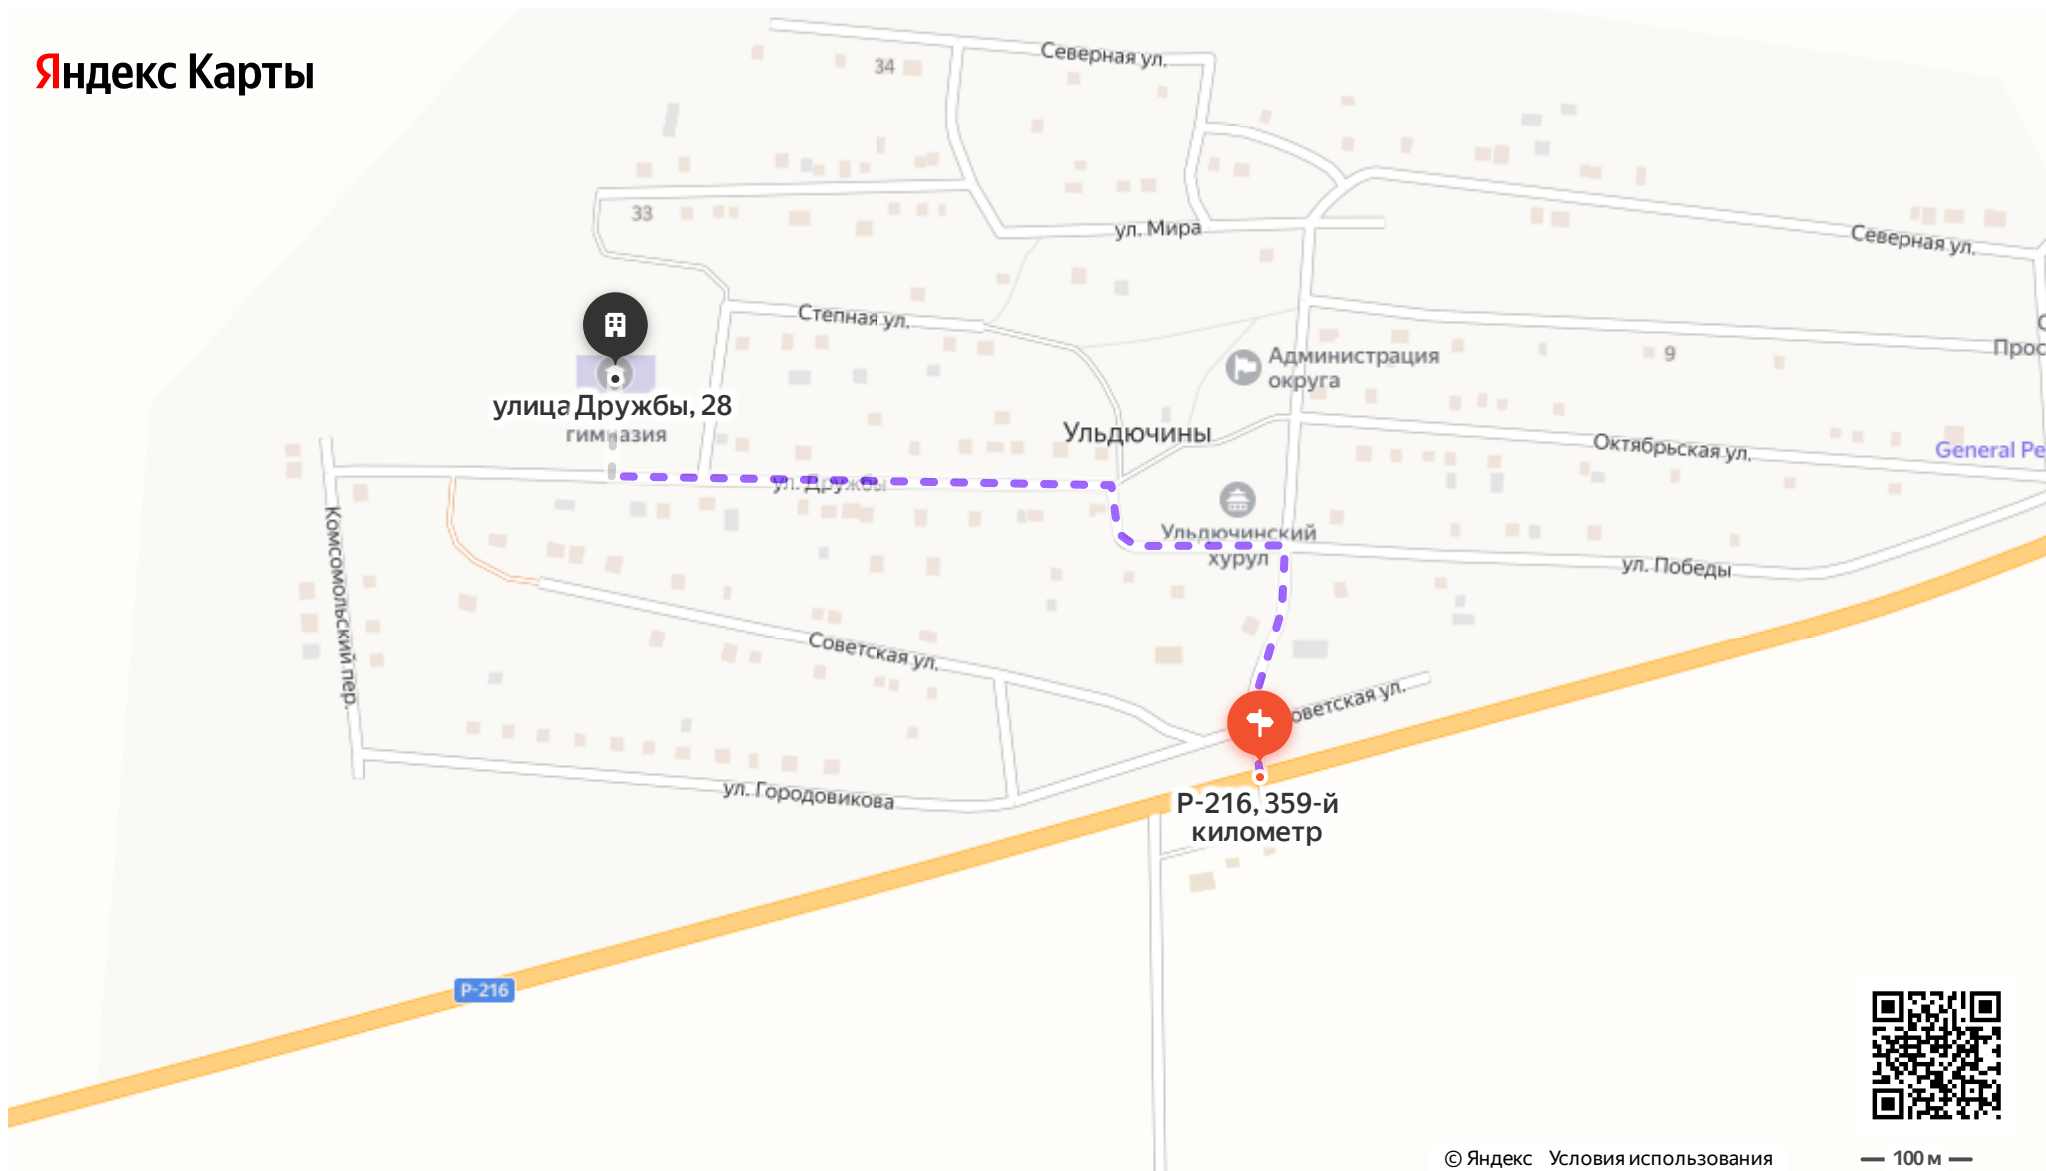 Яндекс Карты
Северная ул.
34
33
ул. Мира
Северная ул.
Степная ул.
Администрация
округа
9
Прос
улица Дружбы, 28
гимназия
Ульдючины
Октябрьская ул.
General Pe
ул. Дружбы
Ульдючинский
хурул
Комсомольский пер.
ул. Победы
Советская ул.
оветская ул.
ул. Городовикова
Р-216, 359-й
километр
Р-216
© Яндекс Условия использования
100 м